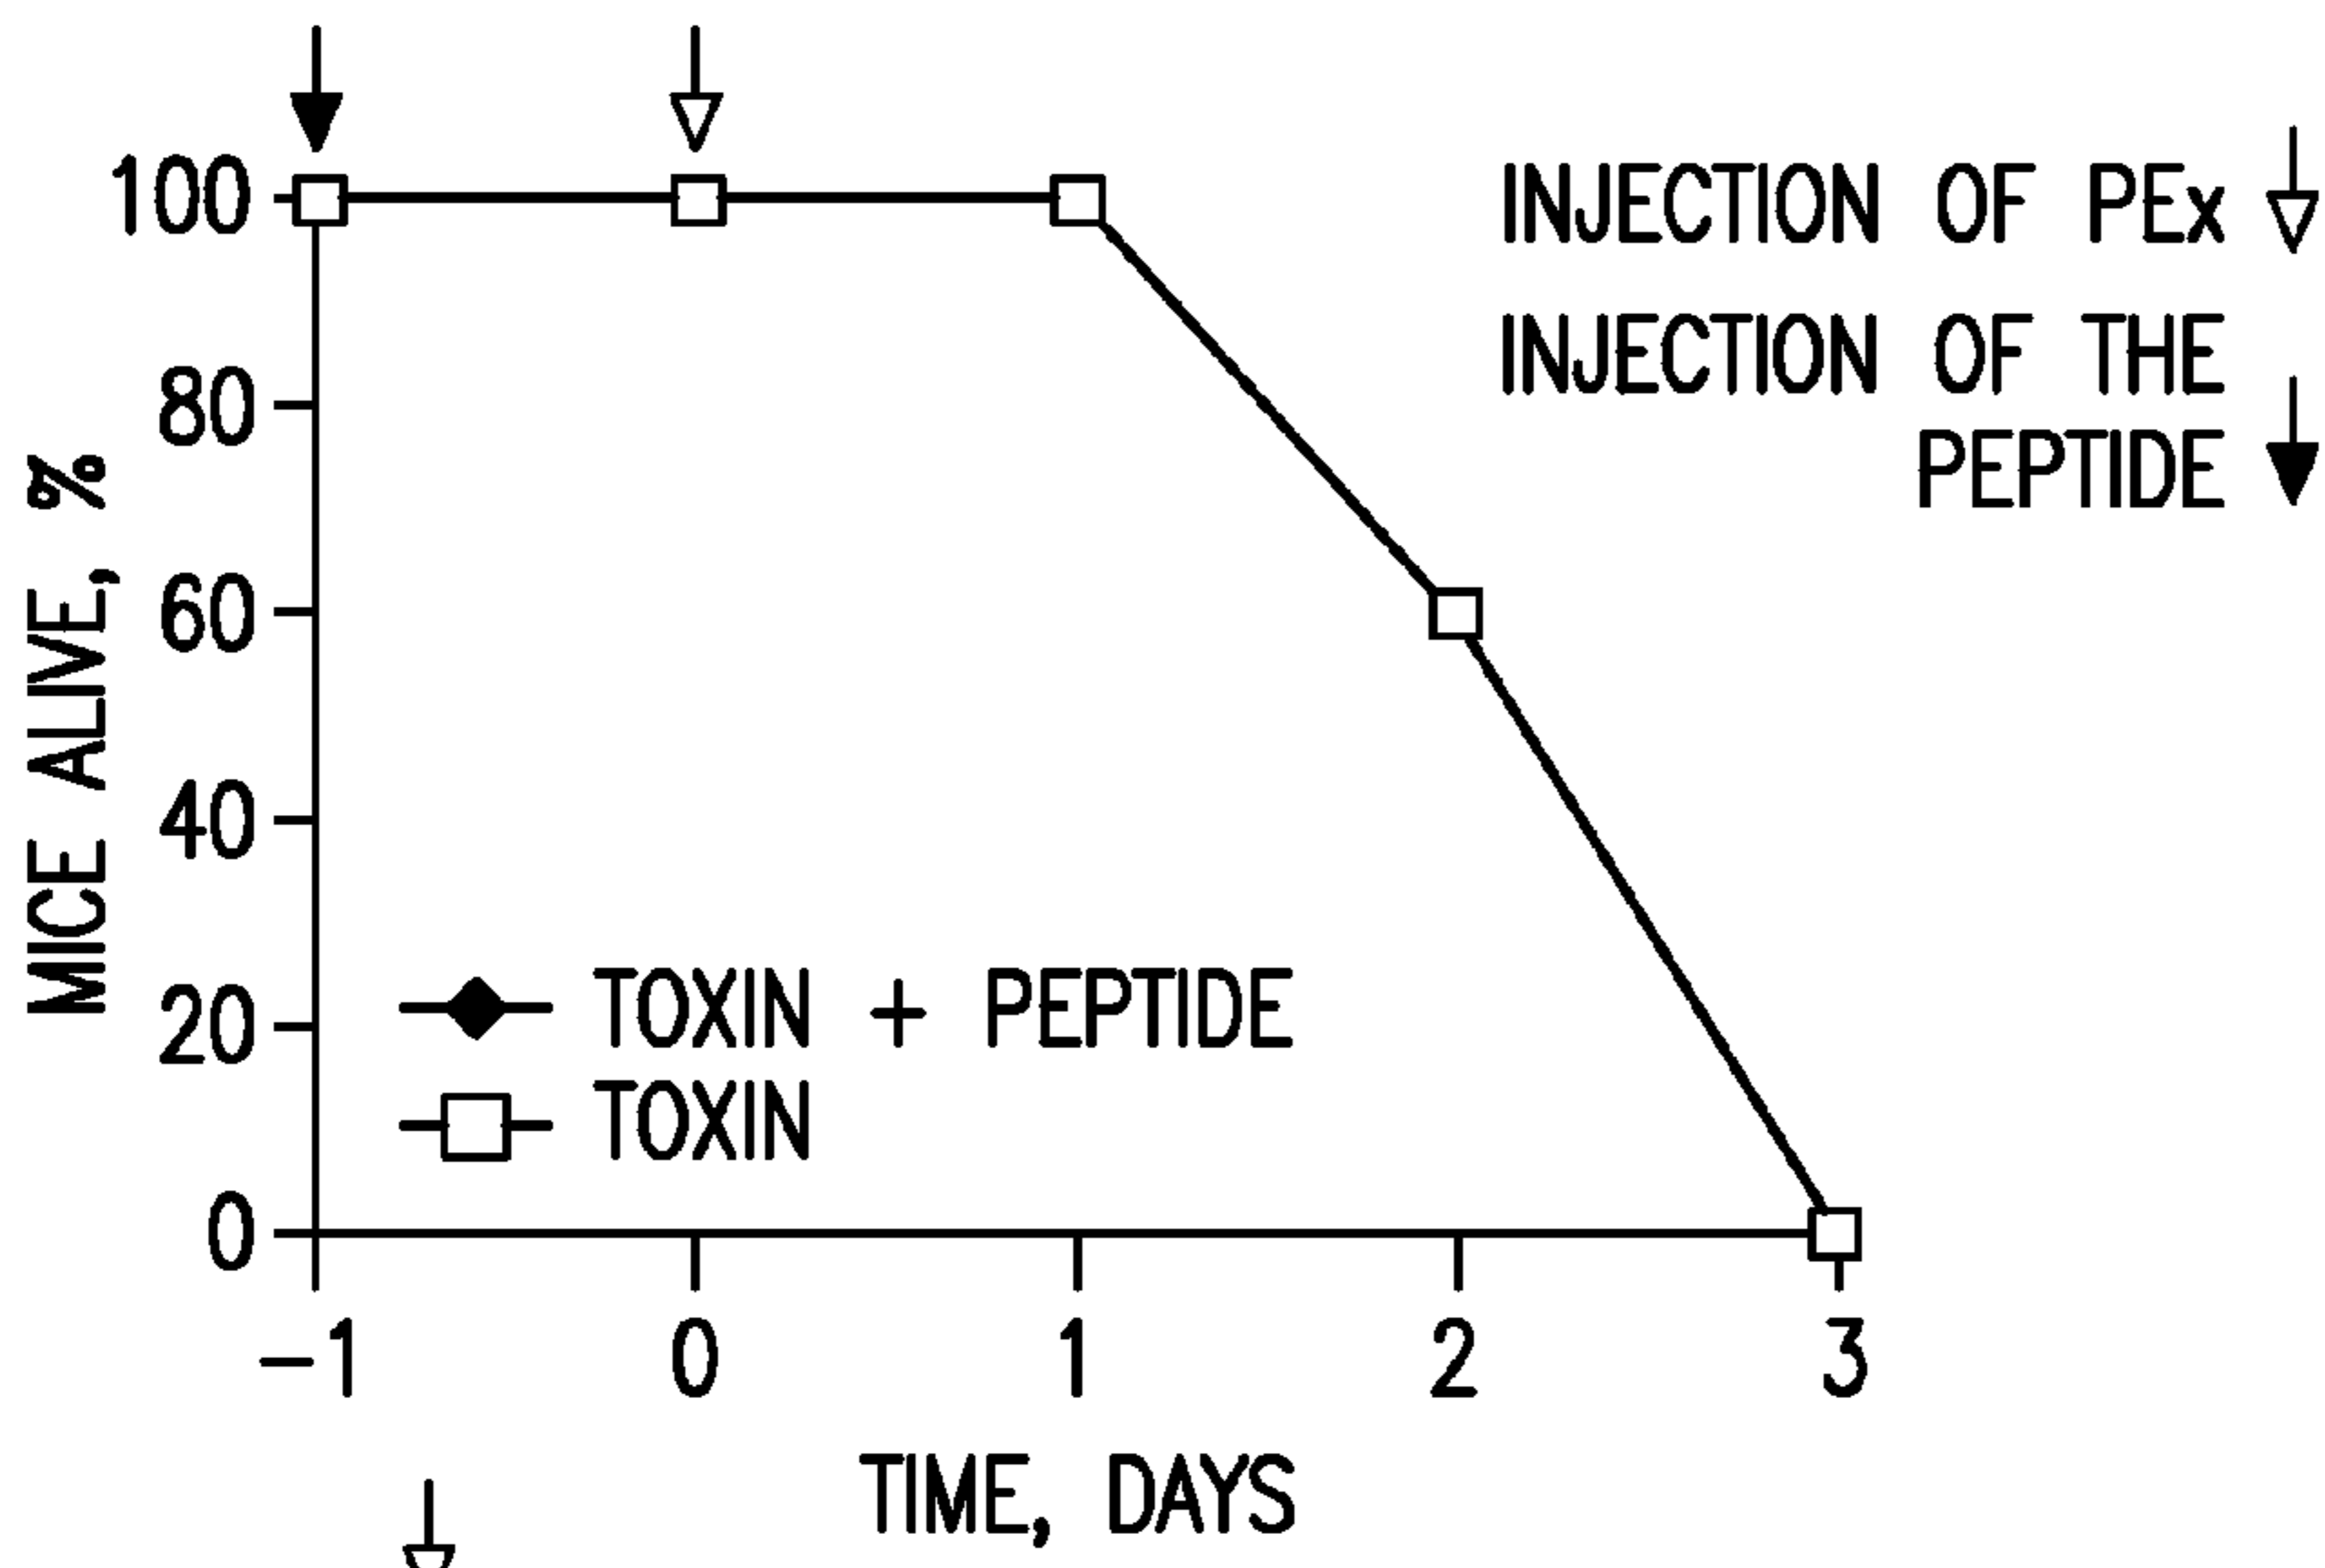 100
80
60
40
20
0
MICE ALIVE, %
INJECTION OF PEx
INJECTION OF THE
PEPTIDE
TOXIN + PEPTIDE
TOXIN
-1 0 1 2 3
TIME, DAYS